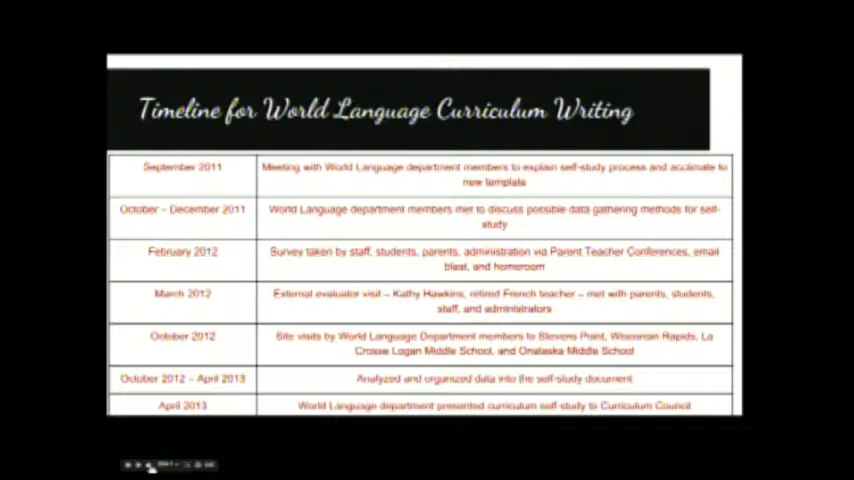 Timeline for World Language Curriculum Writing
September 2011
Meeting with World Language department members to explain self-study process and acclimate to
new template
October – December 2011
World Language department members met to discuss possible data gathering methods for self-
study
February 2012
Survey taken by staff, students, parents, administration via Parent Teacher Conferences, email
blast, and homeroom
March 2012
External evaluator visit – Kathy Hawkins, retired French teacher – met with parents, students,
staff, and administrators
October 2012
Site visits by World Language Department members to Stevens Point, Wisconsin Rapids, La
Crosse Logan Middle School, and Onalaska Middle School
October 2012 – April 2013
Analyzed and organized data into the self-study document
April 2013
World Language department presented curriculum self study to Curriculum Council